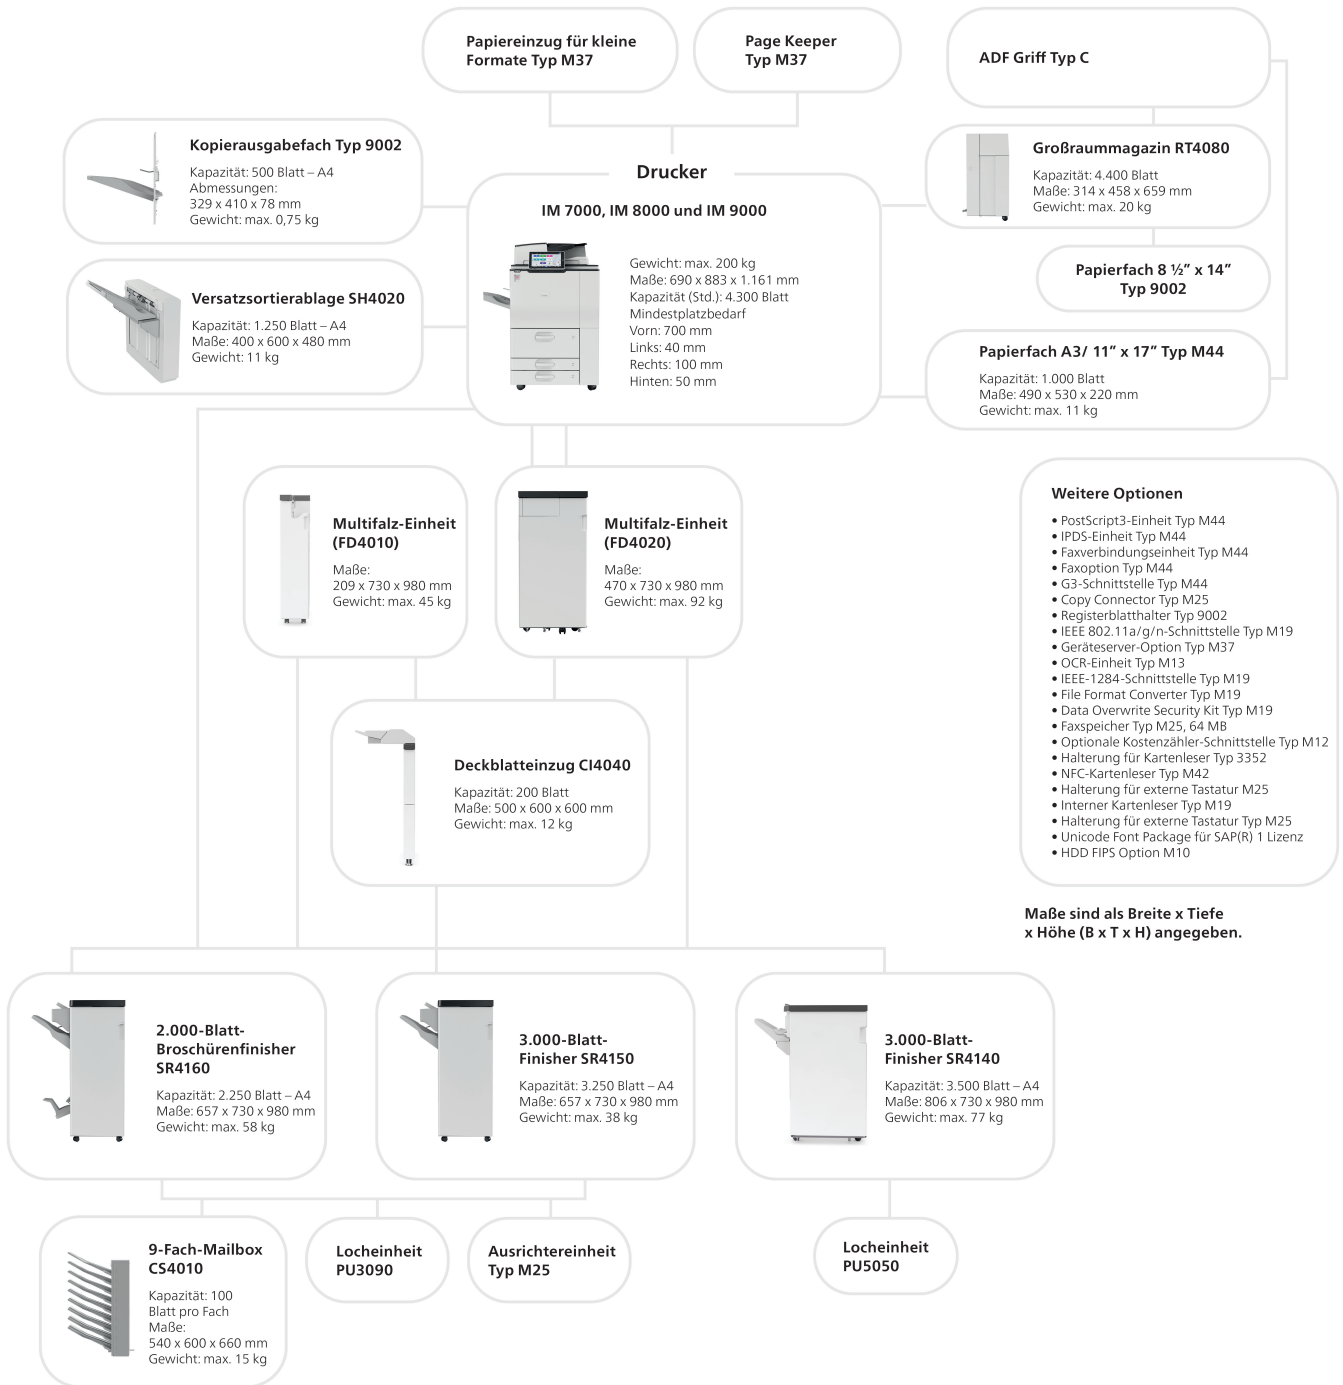 Papiereinzug für kleine
Formate Typ M37
Page Keeper
Typ M37
ADF Griff Typ C
Kopierausgabefach Typ 9002
Kapazität: 500 Blatt – A4
Abmessungen:
329 x 410 x 78 mm
Gewicht: max. 0,75 kg
Drucker
IM 7000, IM 8000 und IM 9000
Gewicht: max. 200 kg
Maße: 690 x 883 x 1.161 mm
Kapazität (Std.): 4.300 Blatt
Mindestplatzbedarf
Vorn: 700 mm
Links: 40 mm
Rechts: 100 mm
Hinten: 50 mm
Großraummagazin RT4080
Kapazität: 4.400 Blatt
Maße: 314 x 458 x 659 mm
Gewicht: max. 20 kg
Papierfach 8 ½” x 14”
Typ 9002
Versatzsortierablage SH4020
Kapazität: 1.250 Blatt – A4
Maße: 400 x 600 x 480 mm
Gewicht: 11 kg
Papierfach A3/ 11” x 17” Typ M44
Kapazität: 1.000 Blatt
Maße: 490 x 530 x 220 mm
Gewicht: max. 11 kg
Multifalz-Einheit
(FD4010)
Maße:
209 x 730 x 980 mm
Gewicht: max. 45 kg
Multifalz-Einheit
(FD4020)
Maße:
470 x 730 x 980 mm
Gewicht: max. 92 kg
Weitere Optionen
• PostScript3-Einheit Typ M44
• IPDS-Einheit Typ M44
• Faxverbindungseinheit Typ M44
• Faxoption Typ M44
• G3-Schnittstelle Typ M44
• Copy Connector Typ M25
• Registerblatthalter Typ 9002
• IEEE 802.11a/g/n-Schnittstelle Typ M19
• Geräteserver-Option Typ M37
• OCR-Einheit Typ M13
• IEEE-1284-Schnittstelle Typ M19
• File Format Converter Typ M19
• Data Overwrite Security Kit Typ M19
• Faxspeicher Typ M25, 64 MB
• Optionale Kostenzähler-Schnittstelle Typ M12
• Halterung für Kartenleser Typ 3352
• NFC-Kartenleser Typ M42
• Halterung für externe Tastatur M25
• Interner Kartenleser Typ M19
• Halterung für externe Tastatur Typ M25
• Unicode Font Package für SAP(R) 1 Lizenz
• HDD FIPS Option M10
Deckblatteinzug CI4040
Kapazität: 200 Blatt
Maße: 500 x 600 x 600 mm
Gewicht: max. 12 kg
Maße sind als Breite x Tiefe
x Höhe (B x T x H) angegeben.
2.000-Blatt-
Broschürenfinisher
SR4160
Kapazität: 2.250 Blatt – A4
Maße: 657 x 730 x 980 mm
Gewicht: max. 58 kg
3.000-Blatt-
Finisher SR4150
Kapazität: 3.250 Blatt – A4
Maße: 657 x 730 x 980 mm
Gewicht: max. 38 kg
3.000-Blatt-
Finisher SR4140
Kapazität: 3.500 Blatt – A4
Maße: 806 x 730 x 980 mm
Gewicht: max. 77 kg
9-Fach-Mailbox
CS4010
Kapazität: 100
Blatt pro Fach
Maße:
540 x 600 x 660 mm
Gewicht: max. 15 kg
Locheinheit
PU3090
Ausrichtereinheit
Typ M25
Locheinheit
PU5050